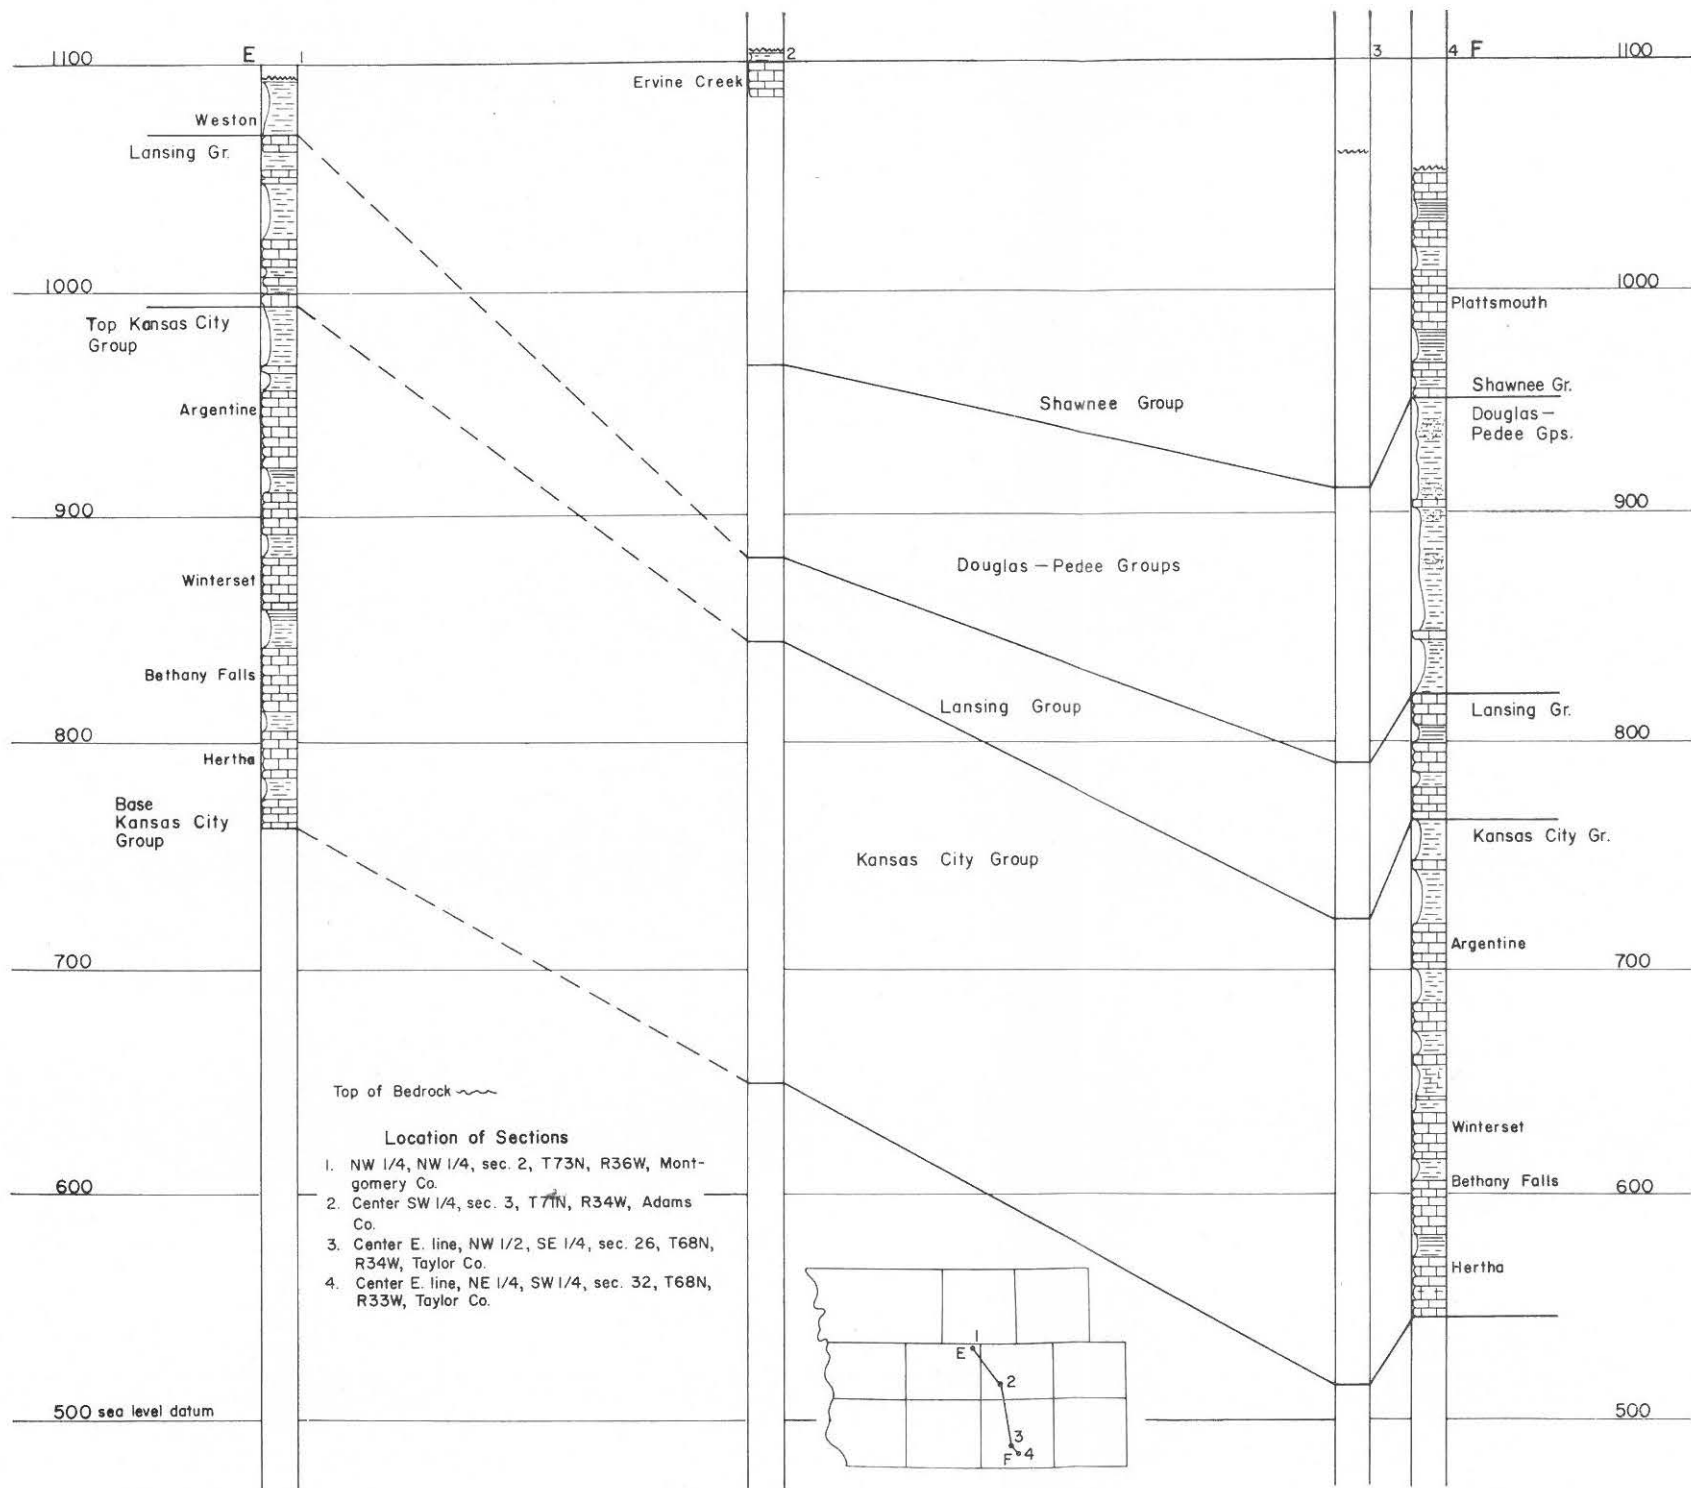 E 1 2 3 4 F
1100 1100
Ervine Creek
Weston
Lansing Gr.
1000 1000
Top Kansas City
Group
Plattsmouth
Argentine
Shawnee Group
Shawnee Gr.
Douglas—
Pedee Gps.
900 900
Winterset
Douglas — Pedee Groups
Bethany Falls
Lansing Group
Lansing Gr.
800 800
Hertha
Base
Kansas City
Group
Kansas City Group
Kansas City Gr.
Argentine
700 700
Top of Bedrock
Winterset
Location of Sections
1. NW 1/4, NW 1/4, sec. 2, T73N, R36W, Mont-
gomery Co.
2. Center SW 1/4, sec. 3, N, R34W, Adams
Co.
3. Center E. line, NW 1/2, SE 1/4, sec. 26, T68N,
R34W, Taylor Co.
4. Center E. line, NE 1/4, SW 1/4, sec. 32, T68N,
R33W, Taylor Co.
600 600
Bethany Falls
Hertha
1
E
2
3
F 4
500 sea level datum
500